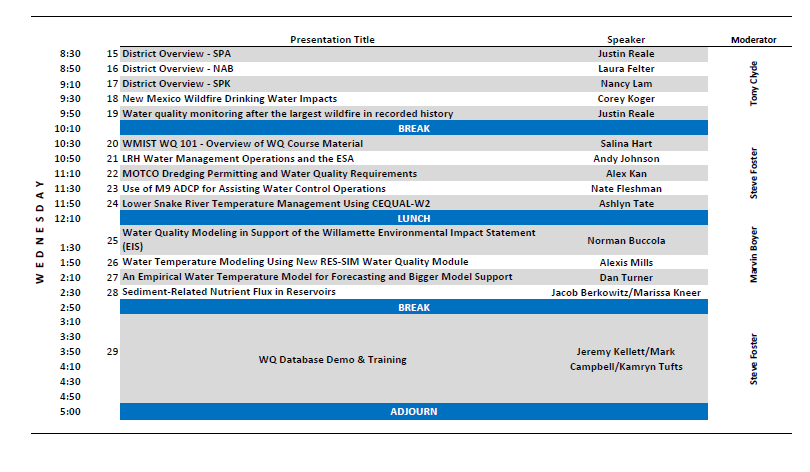 Presentation Title Speaker Moderator
8:30 15 District Overview - SPA Justin Reale
8:50 16 District Overview - NAB Laura Felter
9:10 17 District Overview - SPK Nancy Lam
9:30 18 New Mexico Wildfire Drinking Water Impacts Corey Koger
9:50 19 Water quality monitoring after the largest wildfire in recorded history Justin Reale
Tony Clyde
10:10 BREAK
10:30 20 WMIST WQ 101 - Overview of WQ Course Material Salina Hart
10:50 21 LRH Water Management Operations and the ESA Andy Johnson
11:10 22 MOTCO Dredging Permitting and Water Quality Requirements Alex Kan
11:30 23 Use of M9 ADCP for Assisting Water Control Operations Nate Fleshman
11:50 24 Lower Snake River Temperature Management Using CEQUAL-W2 Ashlyn Tate
Steve Foster
12:10 LUNCH
WEDNESDAY
Water Quality Modeling in Support of the Willamette Environmental Impact Statement
1:30 25 (EIS) Norman Buccola
1:50 26 Water Temperature Modeling Using New RES-SIM Water Quality Module Alexis Mills
2:10 27 An Empirical Water Temperature Model for Forecasting and Bigger Model Support Dan Turner
2:30 28 Sediment-Related Nutrient Flux in Reservoirs Jacob Berkowitz/Marissa Kneer
Marvin Boyer
2:50 BREAK
3:10
3:30
3:50 29 Jeremy Kellett/Mark
WQ Database Demo & Training
4:10 Campbell/Kamryn Tufts
4:30
4:50
Steve Foster
5:00 ADJOURN